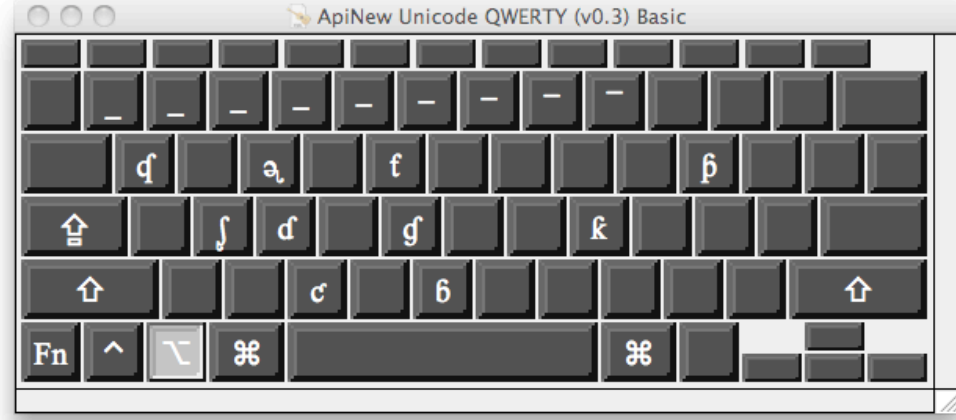 ApiNew Unicode QWERTY (v0.3) Basic
_ _ _ – – – – – ¯
ʠ ɚ ƭ ƥ
⇪ ʆ ɗ ɠ ƙ
⇧ ƈ ɓ ⇧
Fn ^ ⌥ ⌘ ⌘